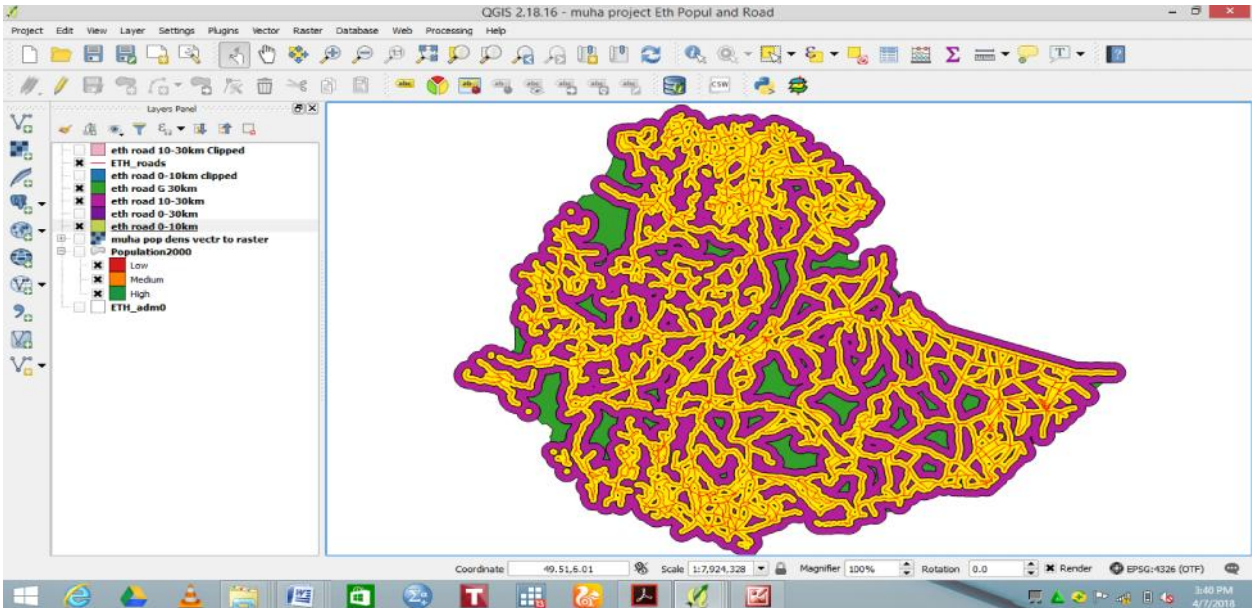 QGIS 2.18.16 - muha project Eth Popul and Road
Project Edit View Layer Settings Plugins Vector Raster Database Web Processing Help
CSW
Layers Panel
eth road 10-30km Clipped
ETH_roads
eth road 0-10km clipped
eth road G 30km
eth road 10-30km
eth road 0-30km
eth road 0-10km
muha pop dens vectr to raster
Population2000
Low
Medium
High
ETH_adm0
Coordinate 49.51,6.01 Scale 1:7,924,328 Magnifier 100% Rotation 0.0 Render EPSG:4326 (OTF)
3:40 PM
4/7/2018